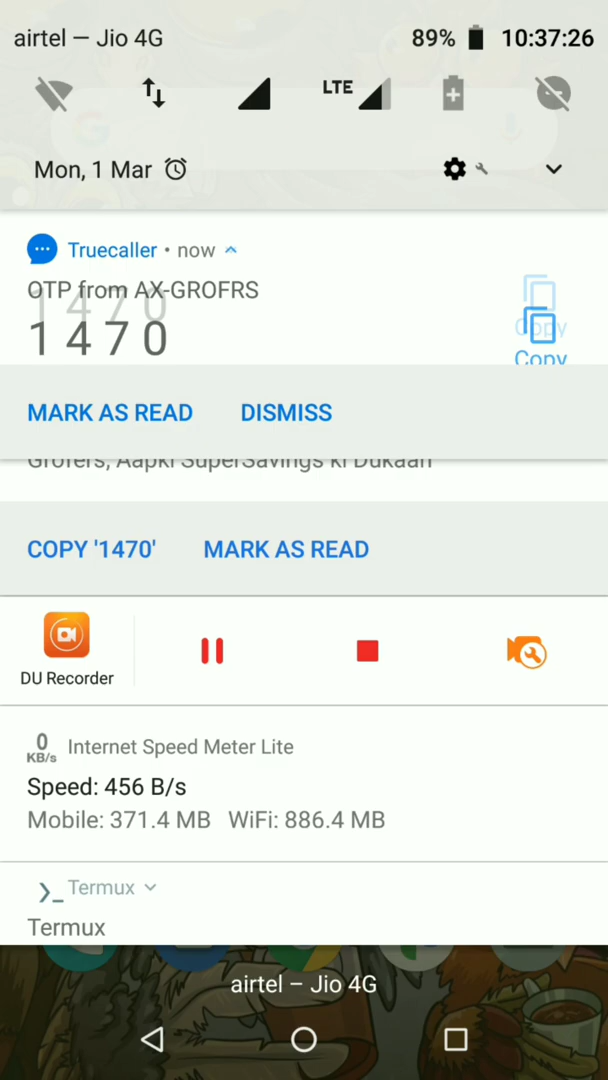 airtel — Jio 4G 89% 10:37:26
LTE
Mon, 1 Mar
Truecaller • now
OTP from AX-GROFRS
1470
1470
Copy
Copy
MARK AS READ DISMISS
Grofers, Aapki SuperSavings Ki Dukaan
COPY '1470' MARK AS READ
DU Recorder
0
KB/s
Internet Speed Meter Lite
Speed: 456 B/s
Mobile: 371.4 MB WiFi: 886.4 MB
Termux
Termux
airtel – Jio 4G